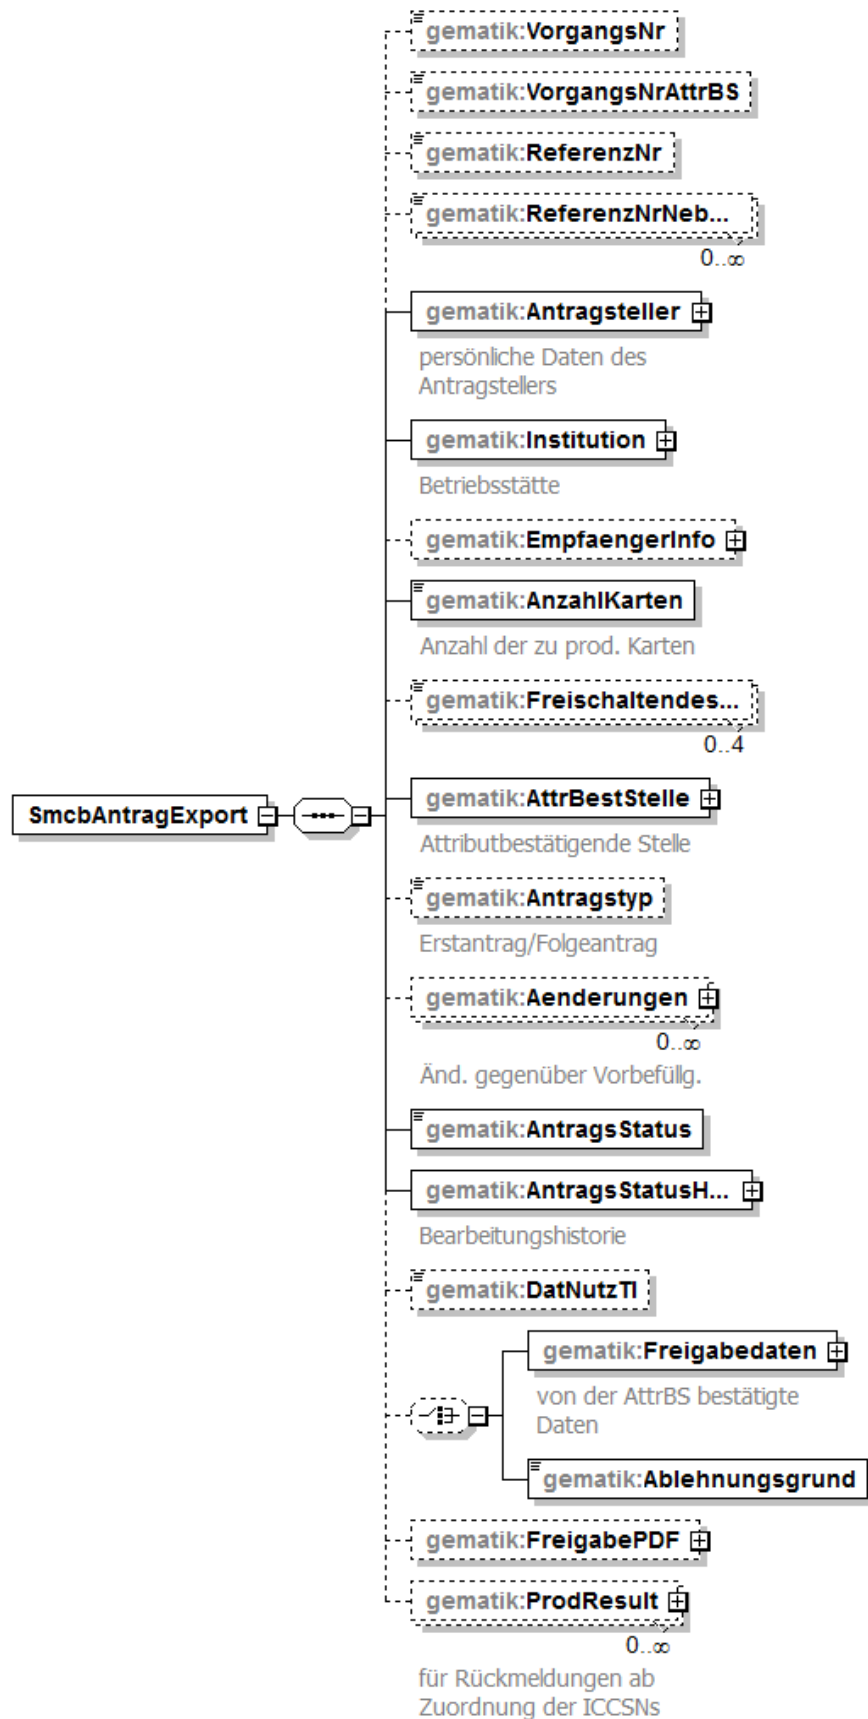 gematik:VorgangsNr
gematik:VorgangsNrAttrBS
gematik:ReferenzNr
gematik:ReferenzNrNeb...
0..∞
gematik:Antragsteller
persönliche Daten des
Antragstellers
gematik:Institution
Betriebsstätte
gematik:EmpfaengerInfo
gematik:AnzahlKarten
Anzahl der zu prod. Karten
gematik:Freischaltendes...
0..4
SmcbAntragExport
gematik:AttrBestStelle
Attributbestätigende Stelle
gematik:Antragstyp
Erstantrag/Folgeantrag
gematik:Aenderungen
0..∞
Änd. gegenüber Vorbefüllg.
gematik:AntragsStatus
gematik:AntragsStatusH...
Bearbeitungshistorie
gematik:DatNutzTI
gematik:Freigabedaten
von der AttrBS bestätigte
Daten
gematik:Ablehnungsgrund
gematik:FreigabePDF
gematik:ProdResult
0..∞
für Rückmeldungen ab
Zuordnung der ICCSNs